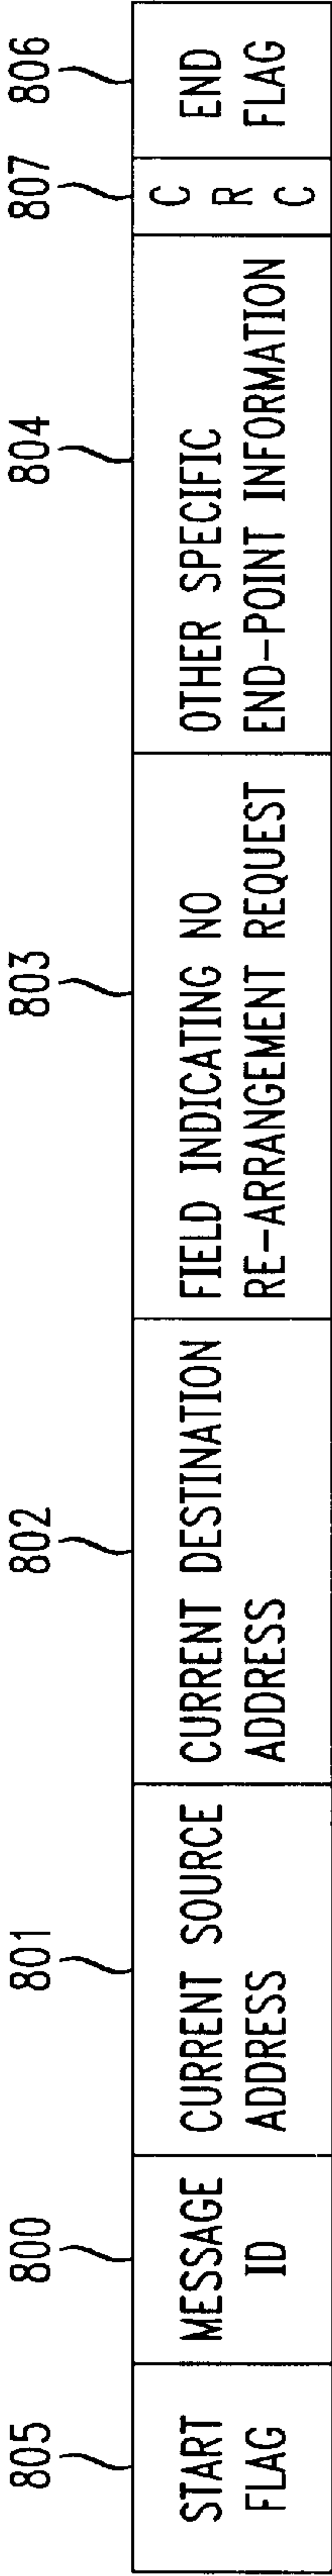 805 800 801 802 803 804 807 806
START
FLAG
MESSAGE
ID
CURRENT SOURCE
ADDRESS
CURRENT DESTINATION
ADDRESS
FIELD INDICATING NO
RE-ARRANGEMENT REQUEST
OTHER SPECIFIC
END-POINT INFORMATION
C
R
C
END
FLAG